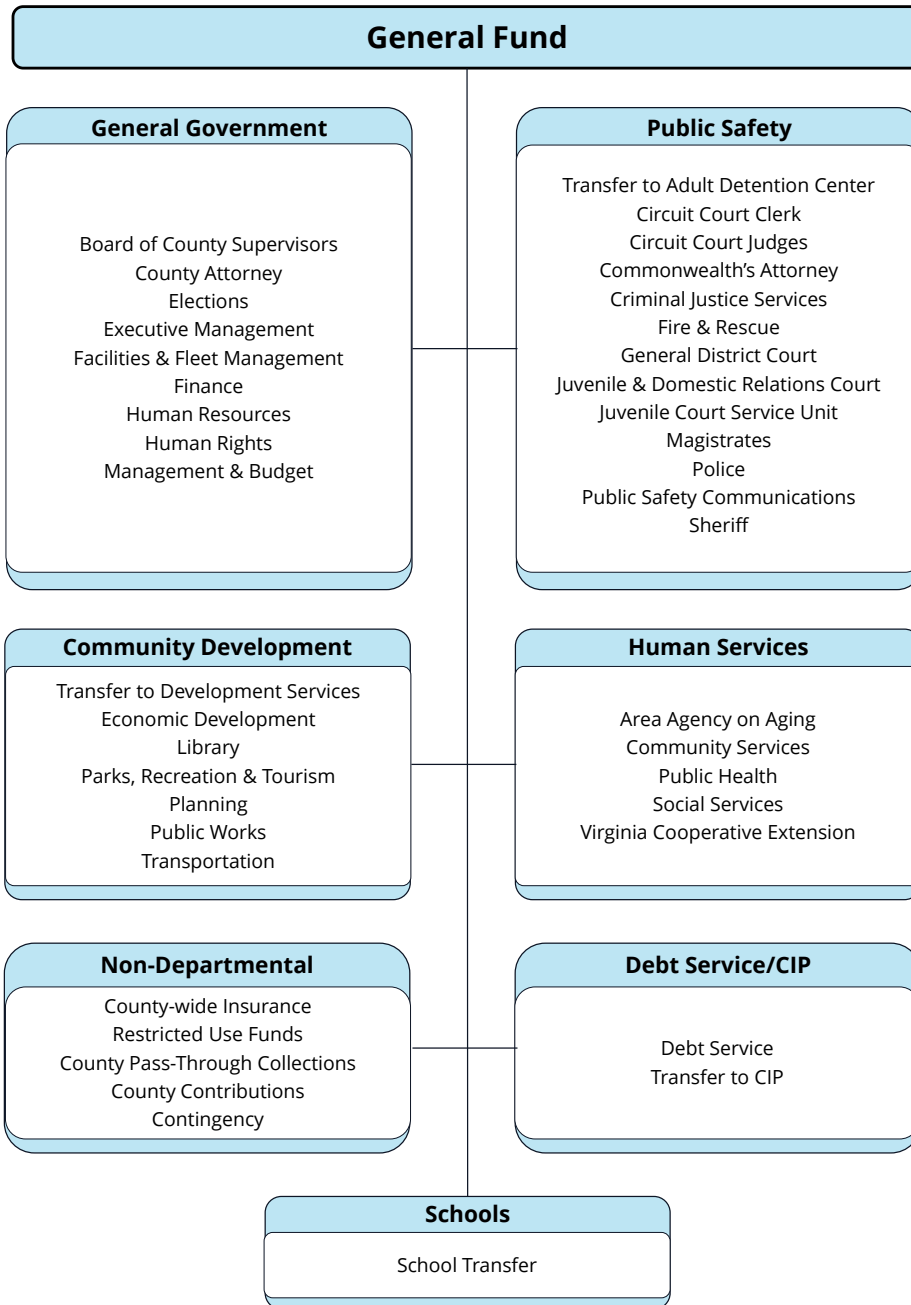 General Fund
General Government
Board of County Supervisors
County Attorney
Elections
Executive Management
Facilities & Fleet Management
Finance
Human Resources
Human Rights
Management & Budget
Public Safety
Transfer to Adult Detention Center
Circuit Court Clerk
Circuit Court Judges
Commonwealth’s Attorney
Criminal Justice Services
Fire & Rescue
General District Court
Juvenile & Domestic Relations Court
Juvenile Court Service Unit
Magistrates
Police
Public Safety Communications
Sheriff
Community Development
Transfer to Development Services
Economic Development
Library
Parks, Recreation & Tourism
Planning
Public Works
Transportation
Human Services
Area Agency on Aging
Community Services
Public Health
Social Services
Virginia Cooperative Extension
Non-Departmental
County-wide Insurance
Restricted Use Funds
County Pass-Through Collections
County Contributions
Contingency
Debt Service/CIP
Debt Service
Transfer to CIP
Schools
School Transfer